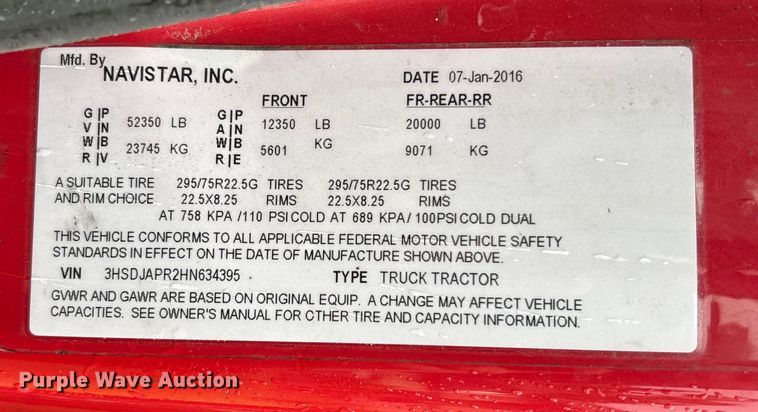 Mfd. By
NAVISTAR, INC. DATE 07-Jan-2016
FRONT FR-REAR-RR
G|P 52350 LB G|P 12350 LB 20000 LB
V|N A|N
W|B 23745 KG W|B 5601 KG 9071 KG
R|V R|E
A SUITABLE TIRE 295/75R22.5G TIRES 295/75R22.5G TIRES
AND RIM CHOICE 22.5X8.25 RIMS 22.5X8.25 RIMS
AT 758 KPA /110 PSI COLD AT 689 KPA / 100PSI COLD DUAL
THIS VEHICLE CONFORMS TO ALL APPLICABLE FEDERAL MOTOR VEHICLE SAFETY
STANDARDS IN EFFECT ON THE DATE OF MANUFACTURE SHOWN ABOVE.
VIN 3HSDJAPR2HN634395 TYPE TRUCK TRACTOR
GVWR AND GAWR ARE BASED ON ORIGINAL EQUIP. A CHANGE MAY AFFECT VEHICLE
CAPACITIES. SEE OWNER'S MANUAL FOR OTHER TIRE AND CAPACITY INFORMATION.
Purple Wave Auction